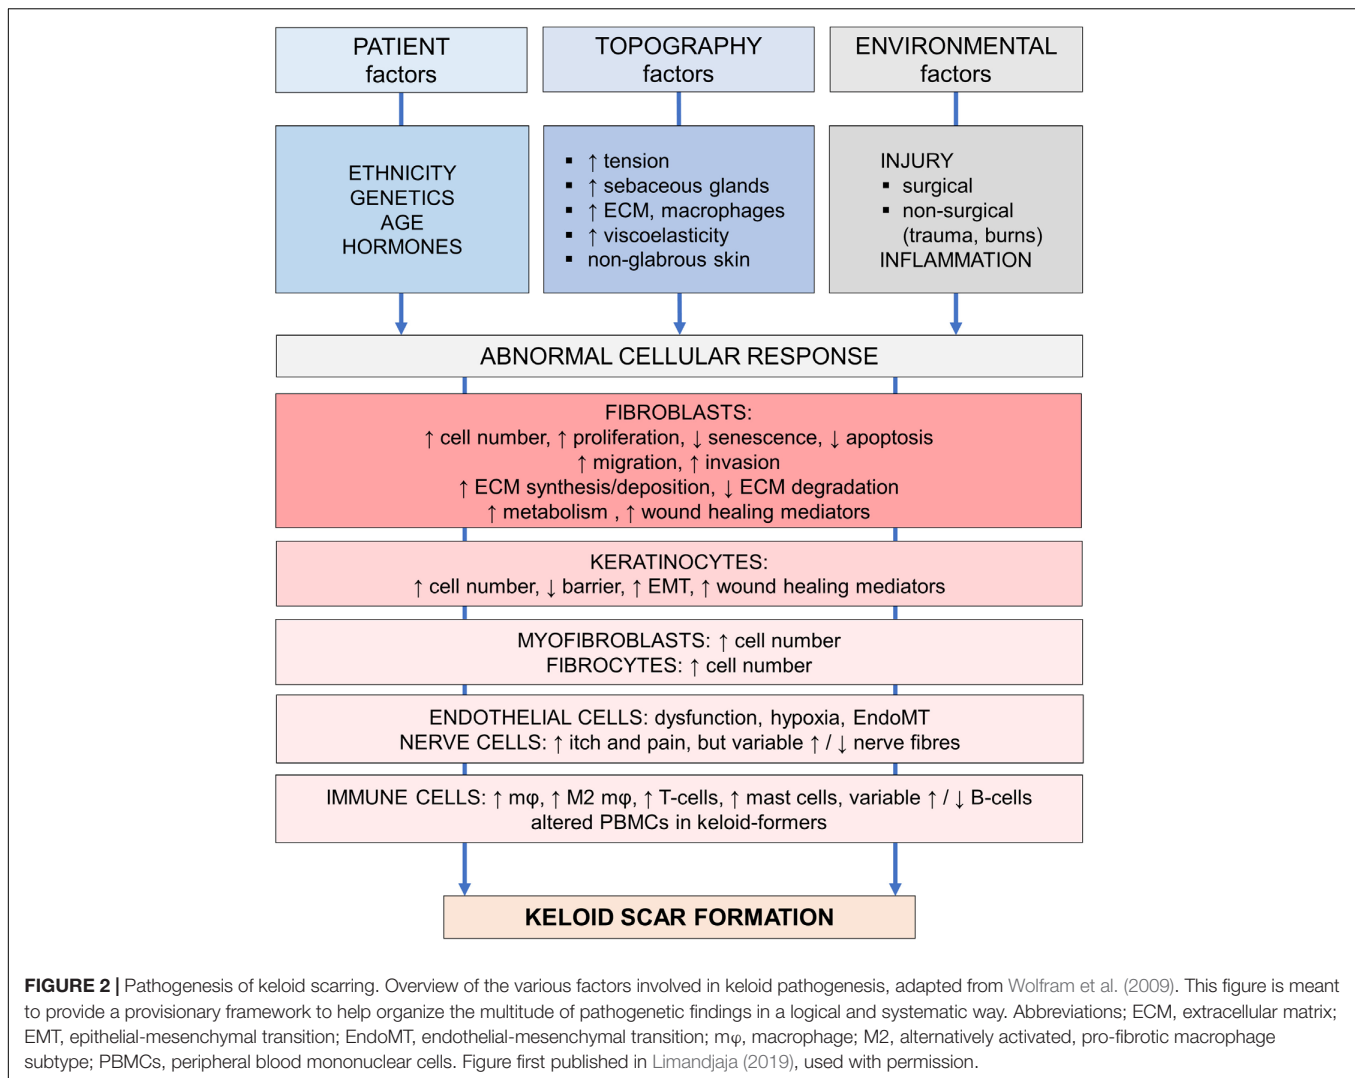 PATIENT
factors
TOPOGRAPHY
factors
ENVIRONMENTAL
factors
ETHNICITY
GENETICS
AGE
HORMONES
▪ ↑ tension
▪ ↑ sebaceous glands
▪ ↑ ECM, macrophages
▪ ↑ viscoelasticity
▪ non-glabrous skin
INJURY
▪ surgical
▪ non-surgical
(trauma, burns)
INFLAMMATION
ABNORMAL CELLULAR RESPONSE
FIBROBLASTS:
↑ cell number, ↑ proliferation, ↓ senescence, ↓ apoptosis
↑ migration, ↑ invasion
↑ ECM synthesis/deposition, ↓ ECM degradation
↑ metabolism , ↑ wound healing mediators
KERATINOCYTES:
↑ cell number, ↓ barrier, ↑ EMT, ↑ wound healing mediators
MYOFIBROBLASTS: ↑ cell number
FIBROCYTES: ↑ cell number
ENDOTHELIAL CELLS: dysfunction, hypoxia, EndoMT
NERVE CELLS: ↑ itch and pain, but variable ↑ / ↓ nerve fibres
IMMUNE CELLS: ↑ mφ, ↑ M2 mφ, ↑ T-cells, ↑ mast cells, variable ↑ / ↓ B-cells
altered PBMCs in keloid-formers
KELOID SCAR FORMATION
FIGURE 2 | Pathogenesis of keloid scarring. Overview of the various factors involved in keloid pathogenesis, adapted from Wolfram et al. (2009). This figure is meant
to provide a provisionary framework to help organize the multitude of pathogenetic findings in a logical and systematic way. Abbreviations; ECM, extracellular matrix;
EMT, epithelial-mesenchymal transition; EndoMT, endothelial-mesenchymal transition; mφ, macrophage; M2, alternatively activated, pro-fibrotic macrophage
subtype; PBMCs, peripheral blood mononuclear cells. Figure first published in Limandjaja (2019), used with permission.